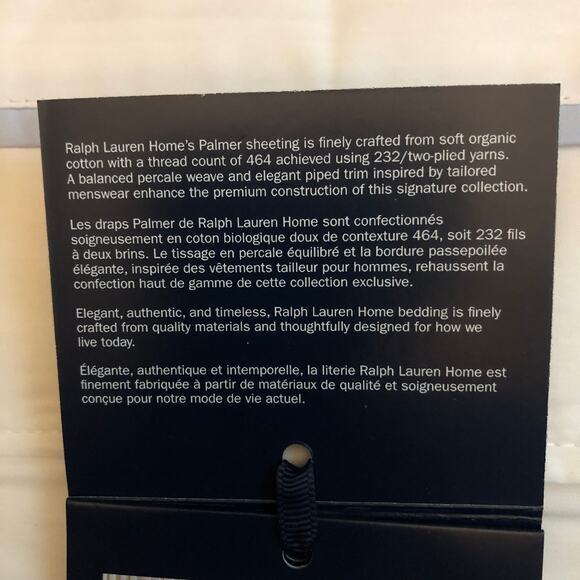 Ralph Lauren Home's Palmer sheeting is finely crafted from soft organic
cotton with a thread count of 464 achieved using 232/two-plied yarns.
A balanced percale weave and elegant piped trim inspired by tailored
menswear enhance the premium construction of this signature collection.
Les draps Palmer de Ralph Lauren Home sont confectionnés
soigneusement en coton biologique doux de contexture 464, soit 232 fils
à deux brins. Le tissage en percale équilibré et la bordure passepoilée
élégante, inspirée des vêtements tailleur pour hommes, rehaussent la
confection haut de gamme de cette collection exclusive.
Elegant, authentic, and timeless, Ralph Lauren Home bedding is finely
crafted from quality materials and thoughtfully designed for how we
live today.
Élégante, authentique et intemporelle, la literie Ralph Lauren Home est
finement fabriquée à partir de matériaux de qualité et soigneusement
conçue pour notre mode de vie actuel.